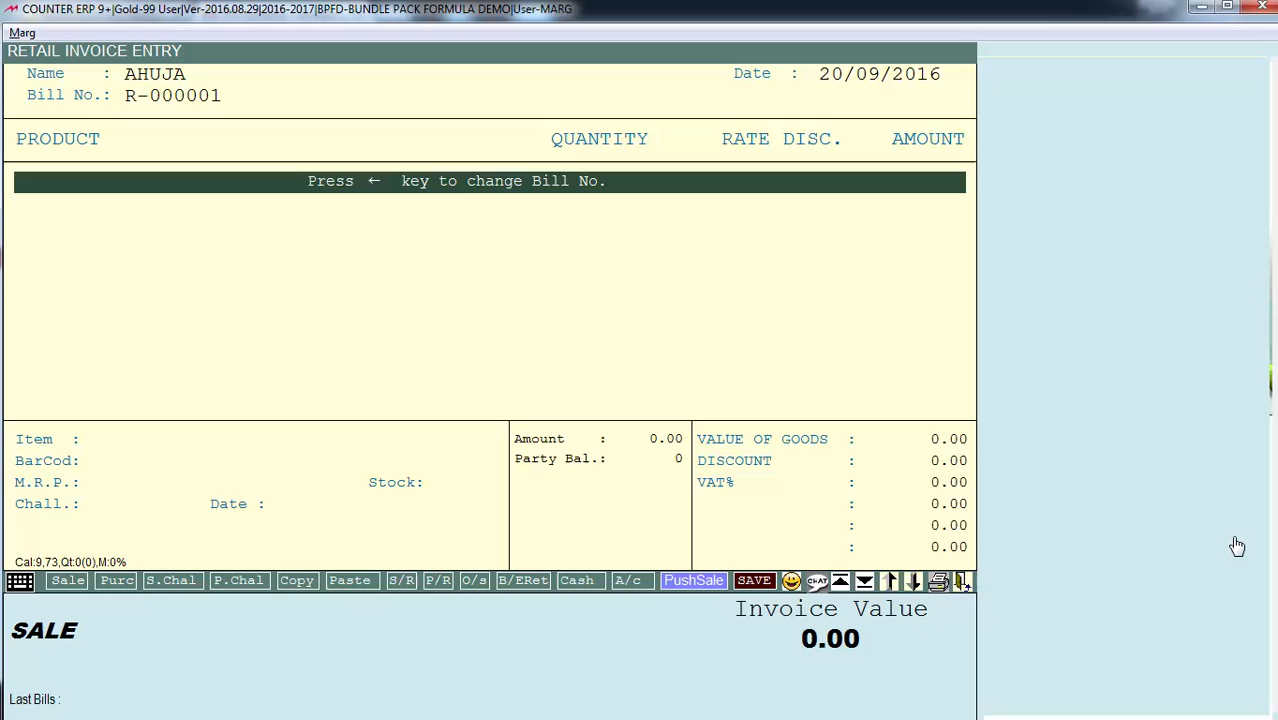 COUNTER ERP 9+|Gold-99 User|Ver-2016.08.29|2016-2017|BPFD-BUNDLE PACK FORMULA DEMO|User-MARG
Marg
RETAIL INVOICE ENTRY
Name : AHUJA Date : 20/09/2016
Bill No.: R-000001
PRODUCT QUANTITY RATE DISC. AMOUNT
Press ← key to change Bill No.
Item : Amount : 0.00 VALUE OF GOODS : 0.00
BarCod: Party Bal.: 0 DISCOUNT : 0.00
M.R.P.: Stock: VAT% : 0.00
Chall.: Date : : 0.00
: 0.00
: 0.00
Cal:9,73,Qt:0(0),M:0%
Sale Purc S.Chal P.Chal Copy Paste S/R P/R O/s B/ERet Cash A/c PushSale SAVE CHAT
Invoice Value
SALE 0.00
Last Bills :